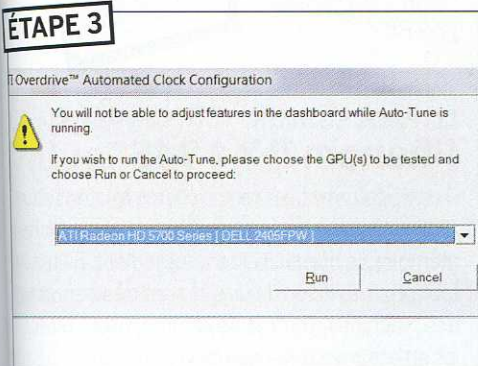 ÉTAPE 3
Overdrive™ Automated Clock Configuration
You will not be able to adjust features in the dashboard while Auto-Tune is
running.
If you wish to run the Auto-Tune, please choose the GPU(s) to be tested and
choose Run or Cancel to proceed:
ATI Radeon HD 5700 Series [ DELL 2405FPW ]
Run
Cancel